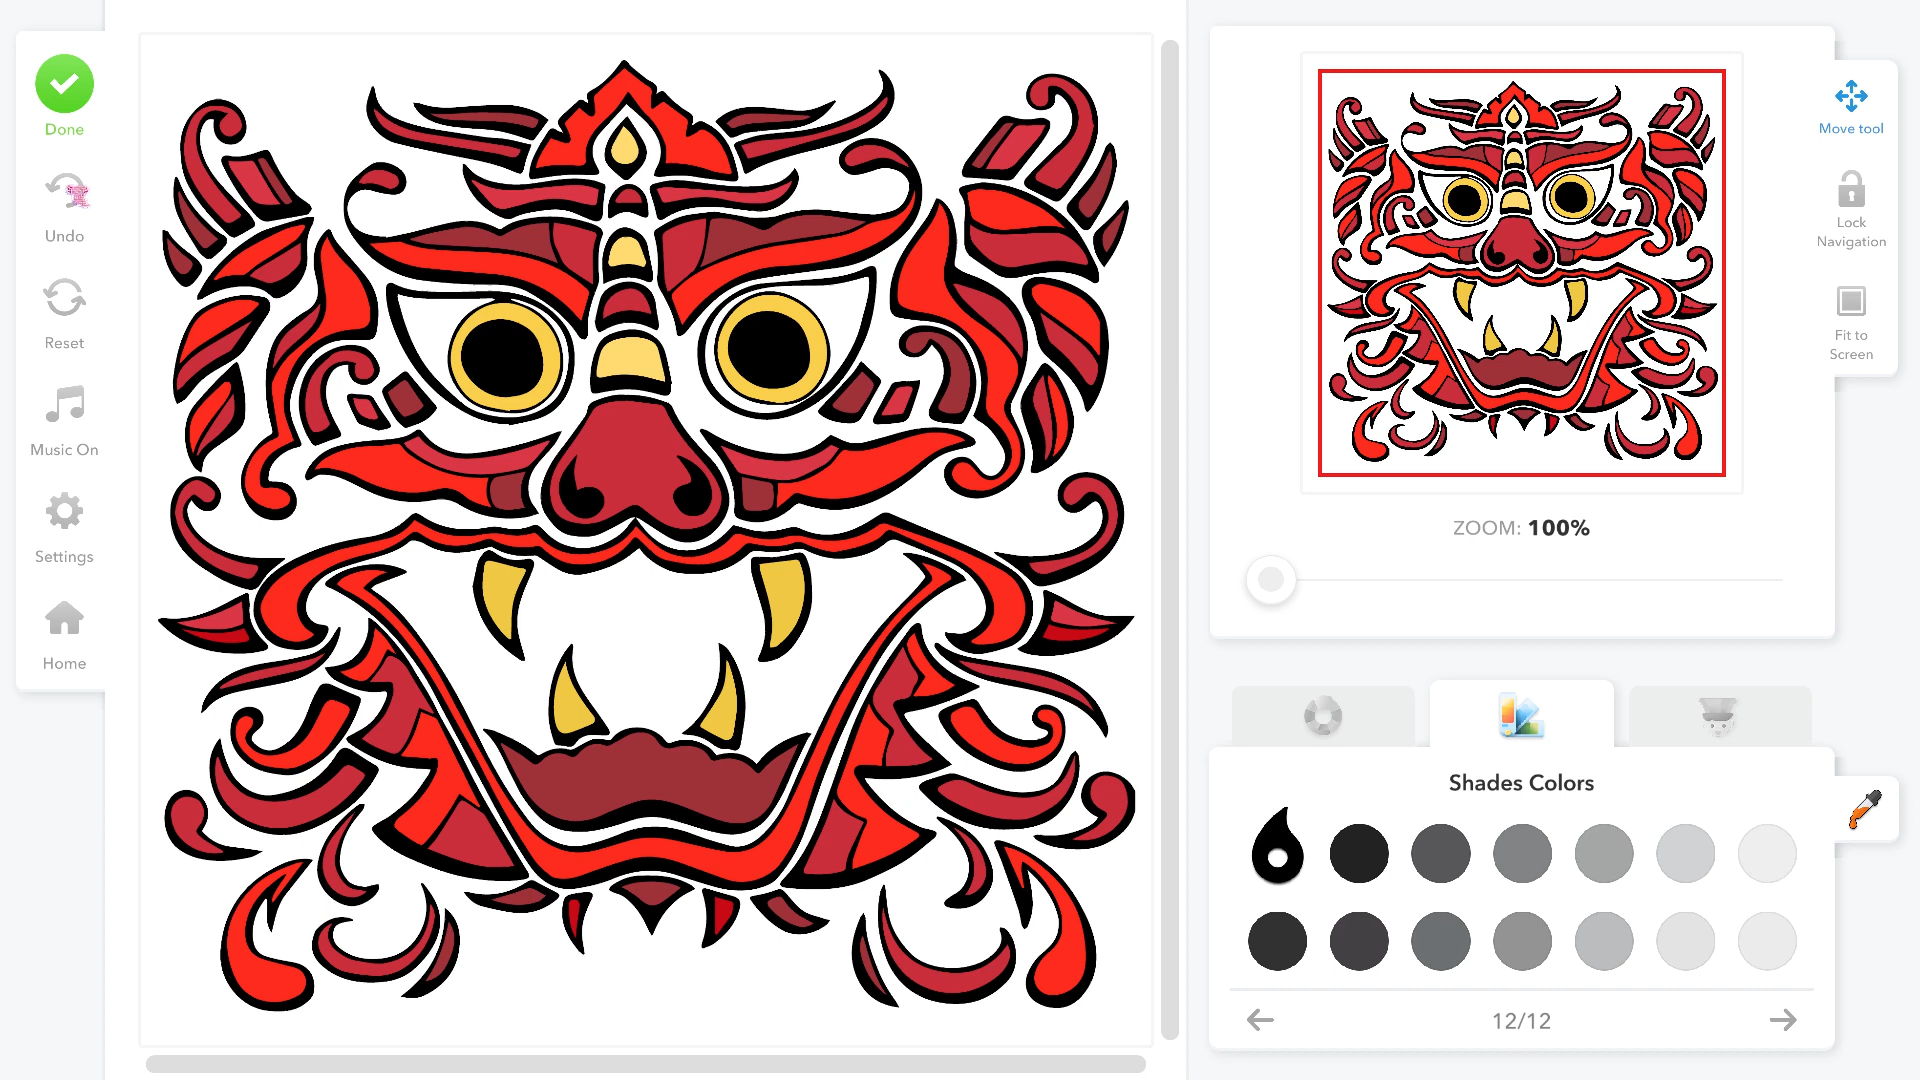 Done
Undo
Reset
Music On
Settings
Home
Move tool
Lock
Navigation
Fit to
Screen
ZOOM: 100%
Shades Colors
12/12